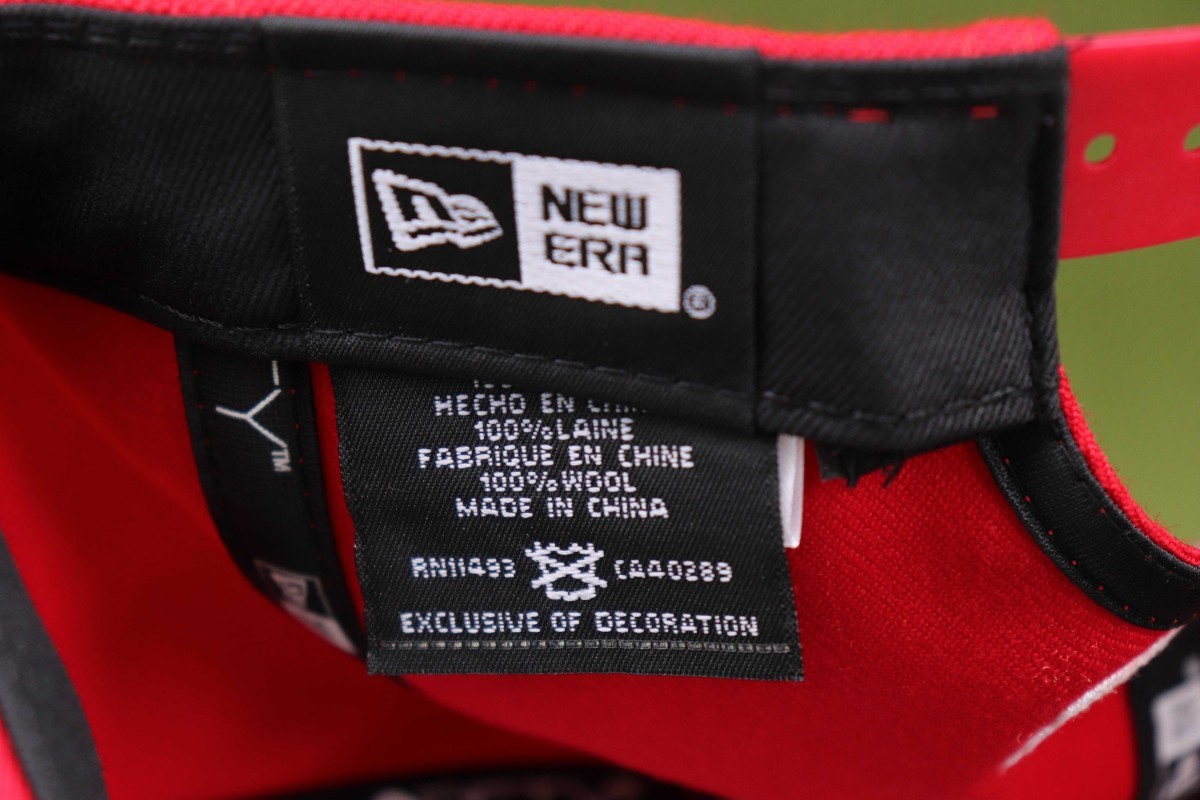 NEW
ERA
®
HECHO EN
100% LAINE
FABRIQUE EN CHINE
100% WOOL
MADE IN CHINA
RN11493 CA40289
EXCLUSIVE OF DECORATION
Y™